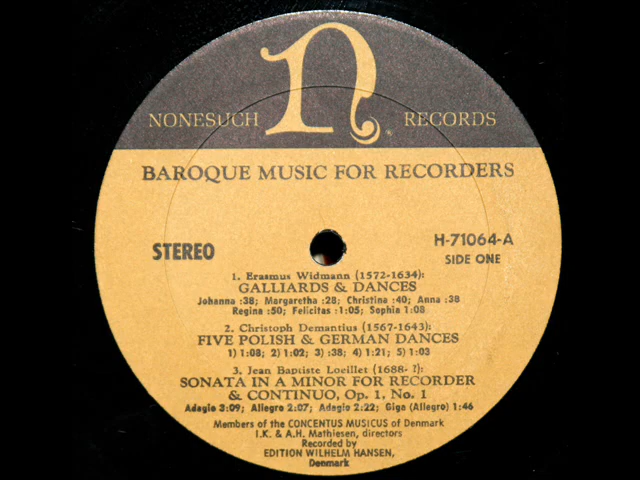 n
NONESUCH RECORDS
BAROQUE MUSIC FOR RECORDERS
STEREO
H-71064-A
SIDE ONE
1. Erasmus Widmann (1572-1634):
GALLIARDS & DANCES
Johanna :38; Margaretha :28; Christina :40; Anna :38
Regina :50; Felicitas :1:05; Sophia 1:08
2. Christoph Demantius (1567-1643):
FIVE POLISH & GERMAN DANCES
1) 1:08; 2) 1:02; 3) :38; 4) 1:21; 5) 1:03
3. Jean Baptiste Loeillet (1688- ?):
SONATA IN A MINOR FOR RECORDER
& CONTINUO, Op. 1, No. 1
Adagio 3:09; Allegro 2:07; Adagio 2:22; Giga (Allegro) 1:46
Members of the CONCENTUS MUSICUS of Denmark
I.K. & A.H. Mathiesen, directors
Recorded by
EDITION WILHELM HANSEN,
Denmark